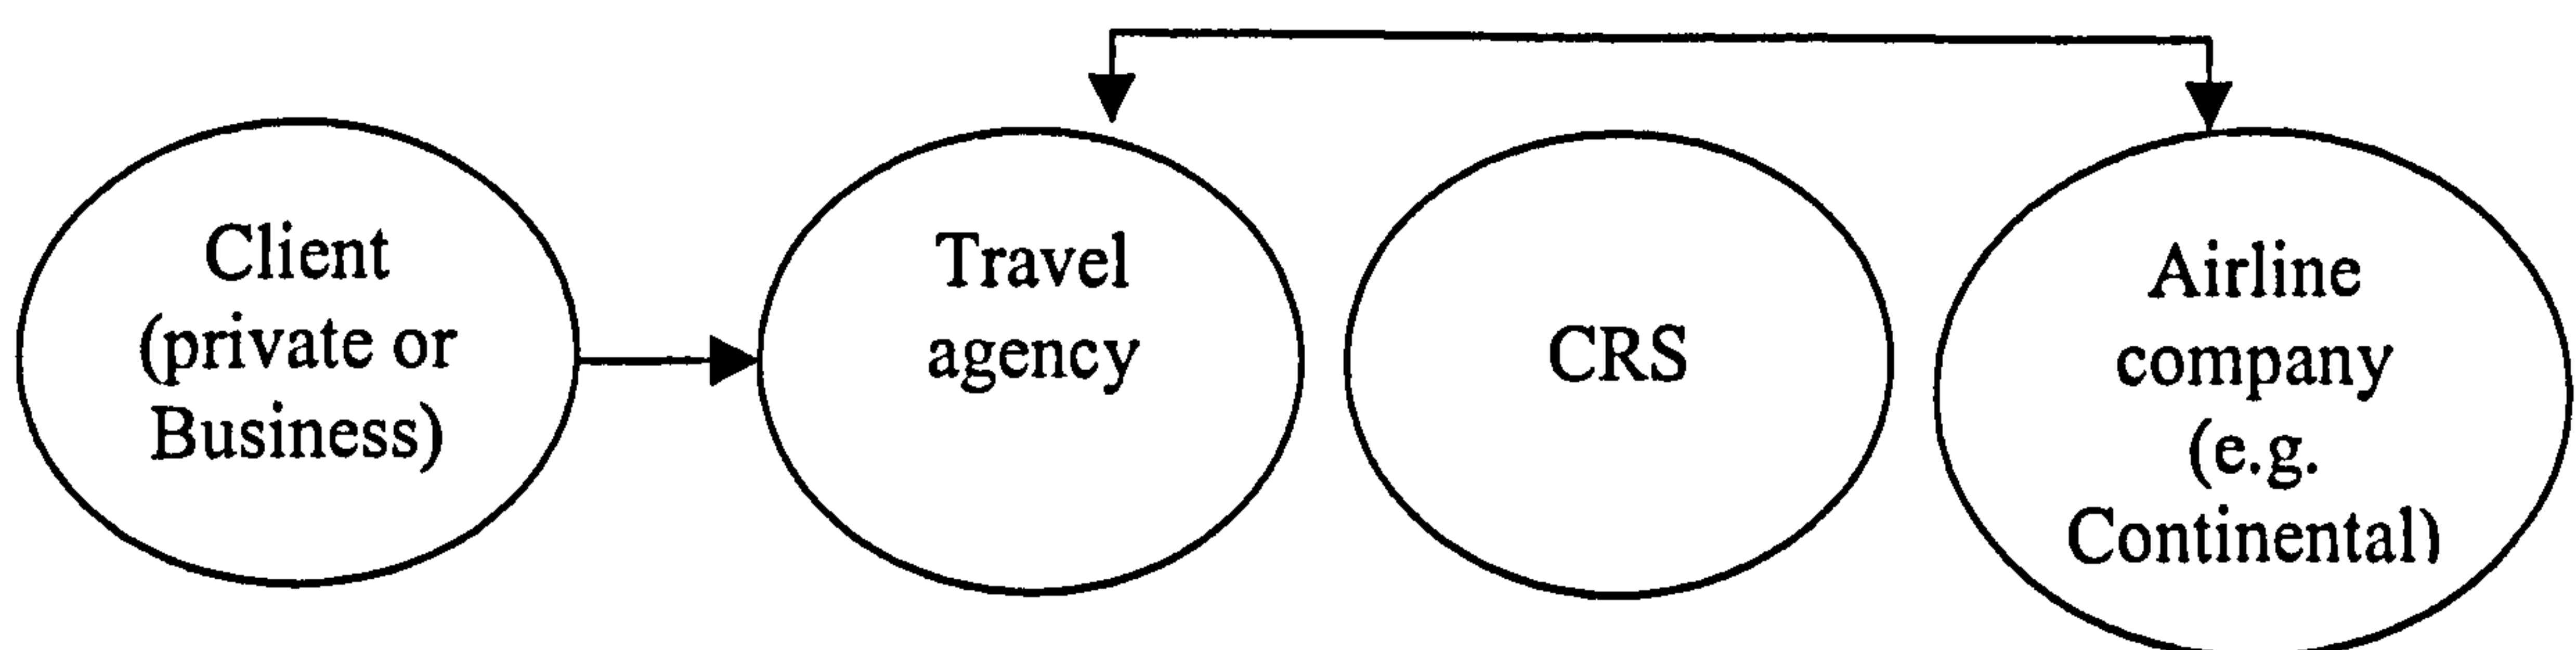 Client
(private or
Business)
Travel
agency
CRS
Airline
company
(e.g.
Continental)